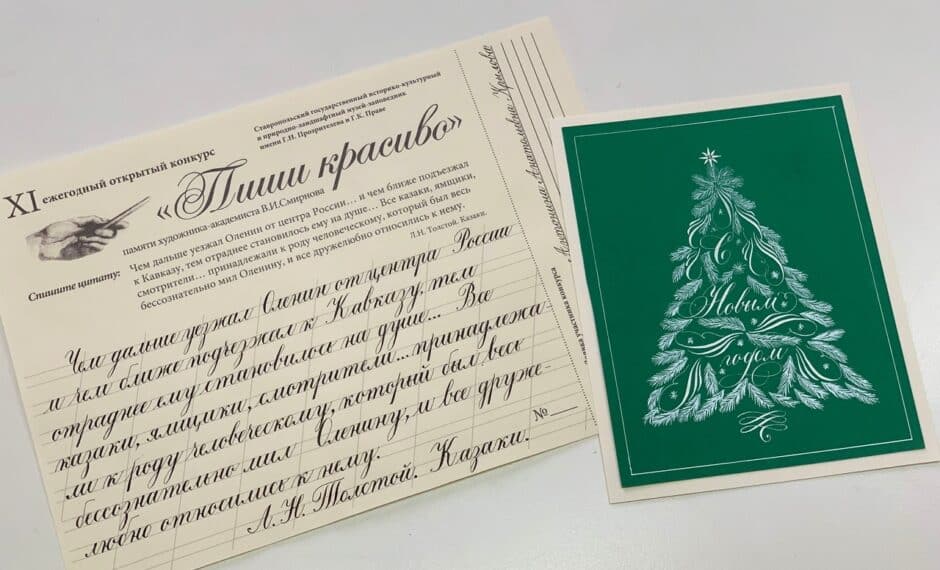 Ставропольский государственный историко-культурный
и природно-ландшафтный музей-заповедник
имени Г.Н. Прозрителева и Г.К. Праве
XI ежегодный открытый конкурс
«Пиши красиво»
памяти художника-академиста В.И.Смирнова
Спишите цитату:
Чем дальше уезжал Оленин от центра России… и чем ближе подъезжал
к Кавказу, тем отраднее становилось ему на душе… Все казаки, ямщики,
смотрители… принадлежали к роду человеческому, который был весь
бессознательно мил Оленину, и все дружелюбно относились к нему.
Л.Н. Толстой. Казаки.
Чем дальше уезжал Оленин от центра России
и чем ближе подъезжал к Кавказу, тем
отраднее ему становилось на душе... Все
казаки, ямщики, смотрители... принадлежа-
ли к роду человеческому, который был весь
бессознательно мил Оленину, и все друже-
любно относились к нему.
Л. Н. Толстой. Казаки.
№
Антонина Анатольевна Крылова
участника конкурса
С
Новым
годом